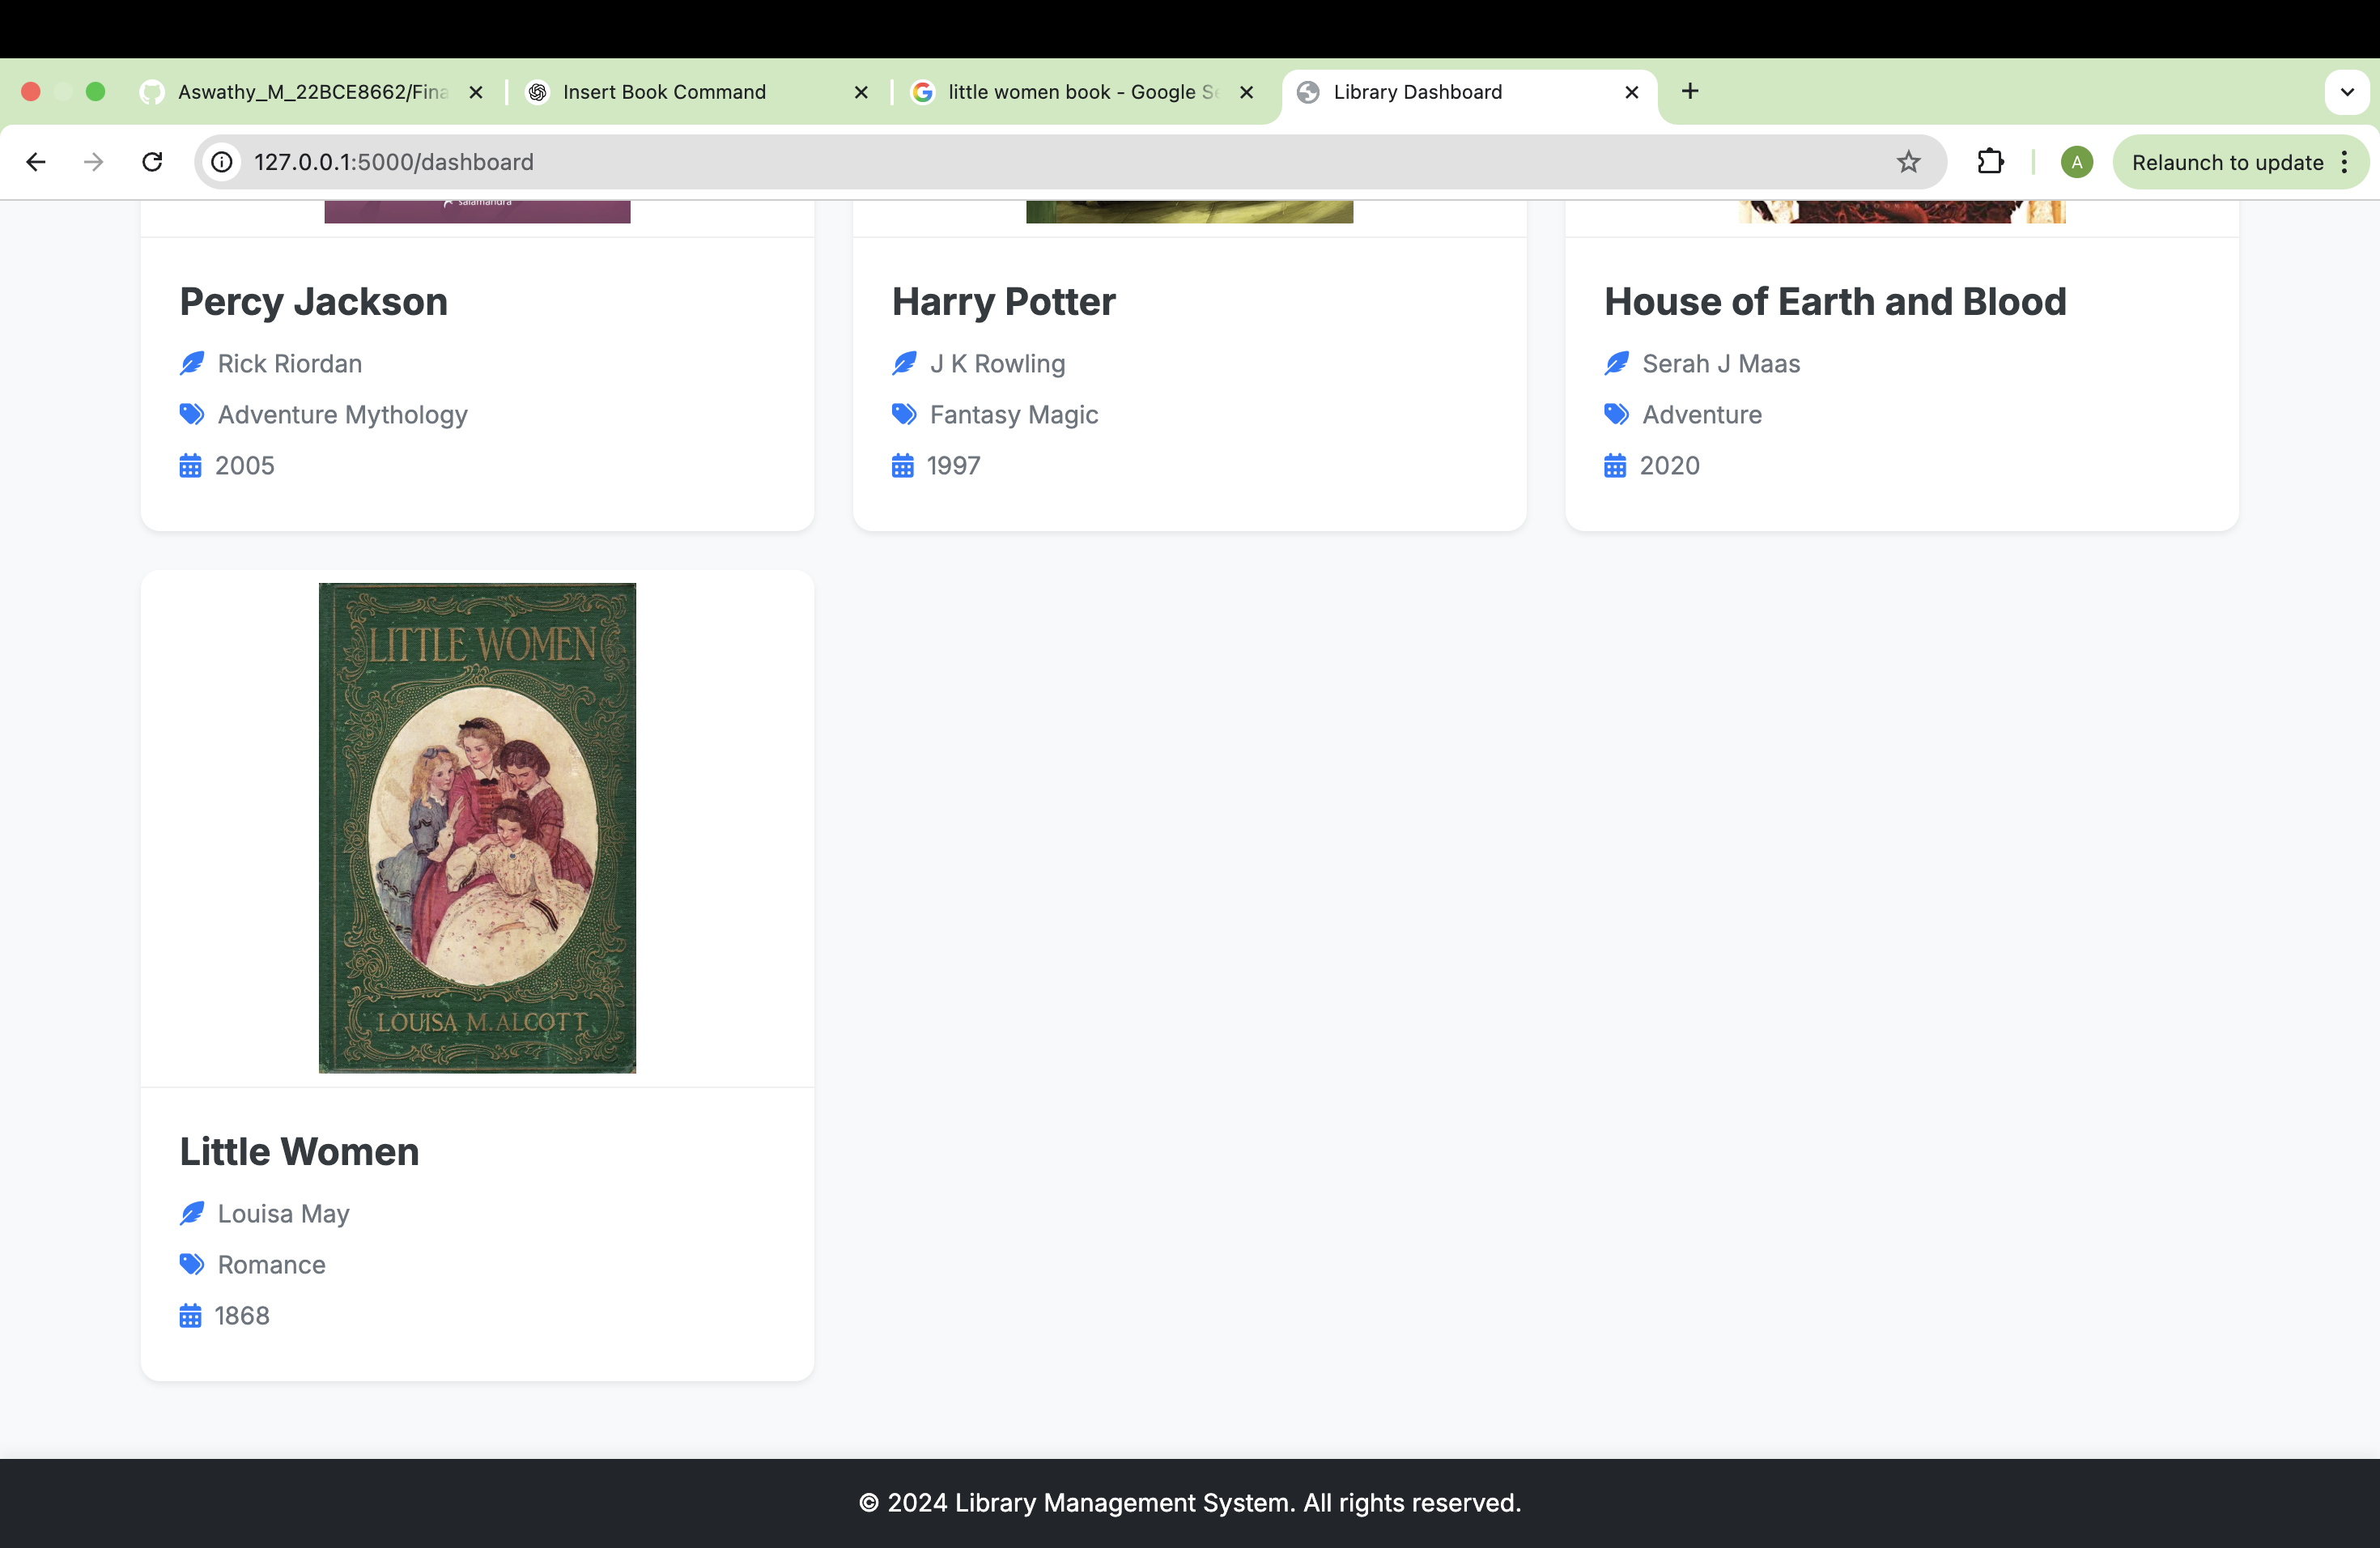 Aswathy_M_22BCE8662/Fina
Insert Book Command
little women book - Google Se
Library Dashboard
127.0.0.1:5000/dashboard
A
Relaunch to update
salamandra
Percy Jackson
Rick Riordan
Adventure Mythology
2005
Harry Potter
J K Rowling
Fantasy Magic
1997
House of Earth and Blood
Serah J Maas
Adventure
2020
LITTLE WOMEN
LOUISA M. ALCOTT
Little Women
Louisa May
Romance
1868
© 2024 Library Management System. All rights reserved.